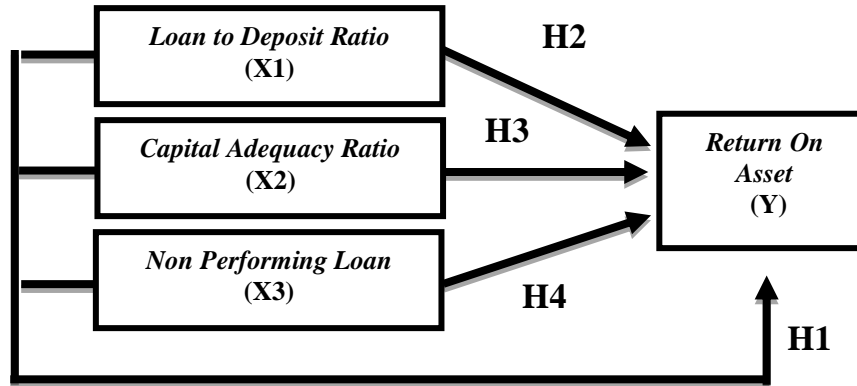 Loan to Deposit Ratio
(X1)
H2
Capital Adequacy Ratio
(X2)
H3
Return On
Asset
(Y)
Non Performing Loan
(X3)
H4
H1